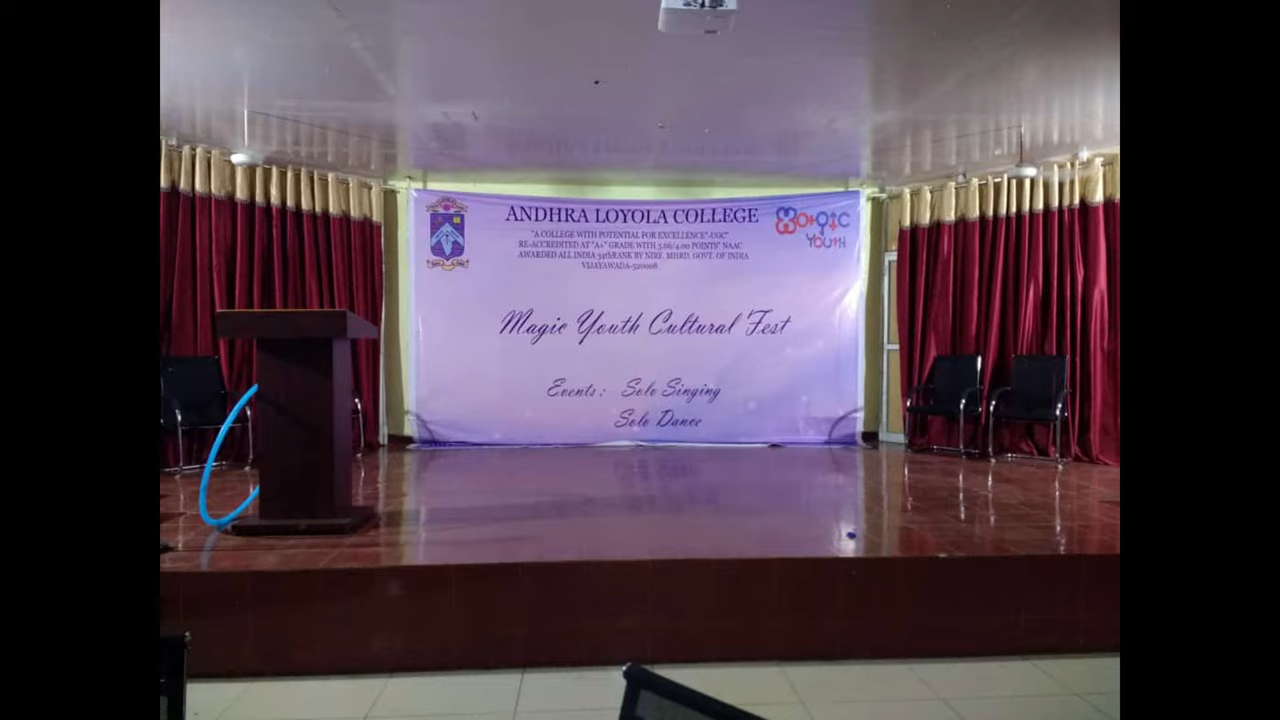 ANDHRA LOYOLA COLLEGE
"A COLLEGE WITH POTENTIAL FOR EXCELLENCE"-UGC"
RE-ACCREDITED AT "A+" GRADE WITH 3.66/4.00 POINTS" NAAC
AWARDED ALL INDIA 94thRANK BY NIRF, MHRD, GOVT. OF INDIA
VIJAYAWADA-520008
YOUTH
Magic Youth Cultural Fest
Events : Solo Singing
Solo Dance